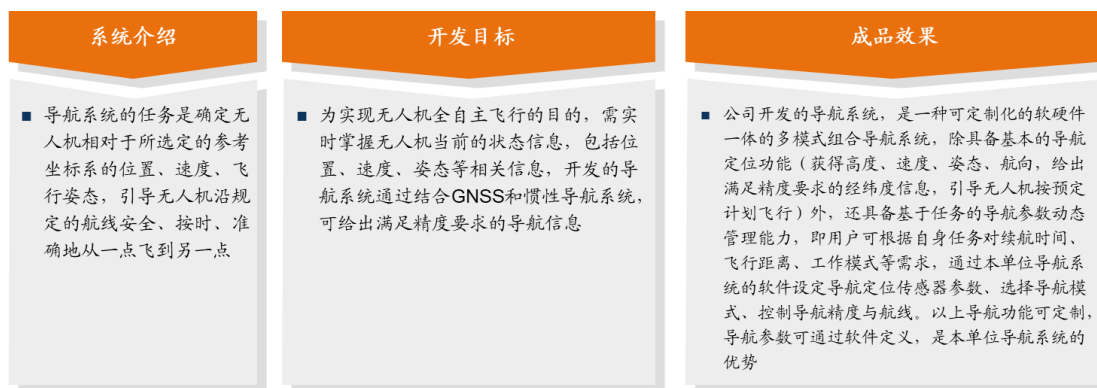 系统介绍
导航系统的任务是确定无
人机相对于所选定的参考
坐标系的位置、速度、飞
行姿态，引导无人机沿规
定的航线安全、按时、准
确地从一点飞到另一点
开发目标
为实现无人机全自主飞行的目的，需实
时掌握无人机当前的状态信息，包括位
置、速度、姿态等相关信息，开发的导
航系统通过结合GNSS和惯性导航系统，
可给出满足精度要求的导航信息
成品效果
公司开发的导航系统，是一种可定制化的软硬件
一体的多模式组合导航系统，除具备基本的导航
定位功能（获得高度、速度、姿态、航向，给出
满足精度要求的经纬度信息，引导无人机按预定
计划飞行）外，还具备基于任务的导航参数动态
管理能力，即用户可根据自身任务对续航时间、
飞行距离、工作模式等需求，通过本单位导航系
统的软件设定导航定位传感器参数、选择导航模
式、控制导航精度与航线。以上导航功能可定制，
导航参数可通过软件定义，是本单位导航系统的
优势